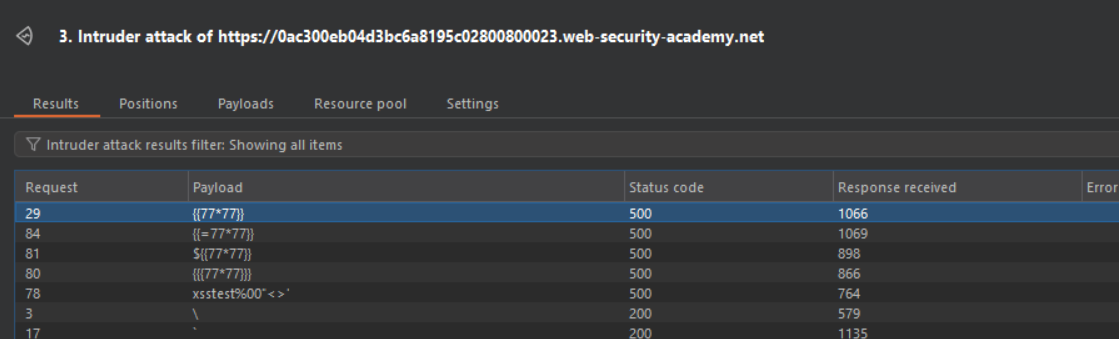 3. Intruder attack of https://0ac300eb04d3bc6a8195c02800800023.web-security-academy.net
Results Positions Payloads Resource pool Settings
Intruder attack results filter: Showing all items
Request Payload Status code Response received Error
29 {{77*77}} 500 1066
84 {{=77*77}} 500 1069
81 ${{77*77}} 500 898
80 {{{77*77}}} 500 866
78 xsstest%00"<>' 500 764
3 \ 200 579
17 ` 200 1135